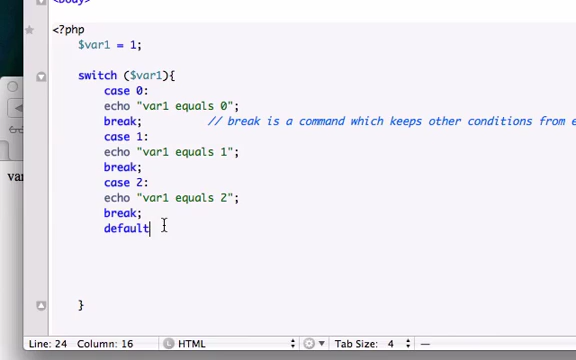 <body>
<?php
$var1 = 1;
switch ($var1){
case 0:
echo "var1 equals 0";
break; // break is a command which keeps other conditions from e
case 1:
echo "var1 equals 1";
break;
case 2:
echo "var1 equals 2";
break;
default
}
var
Line: 24 Column: 16 L HTML Tab Size: 4 —